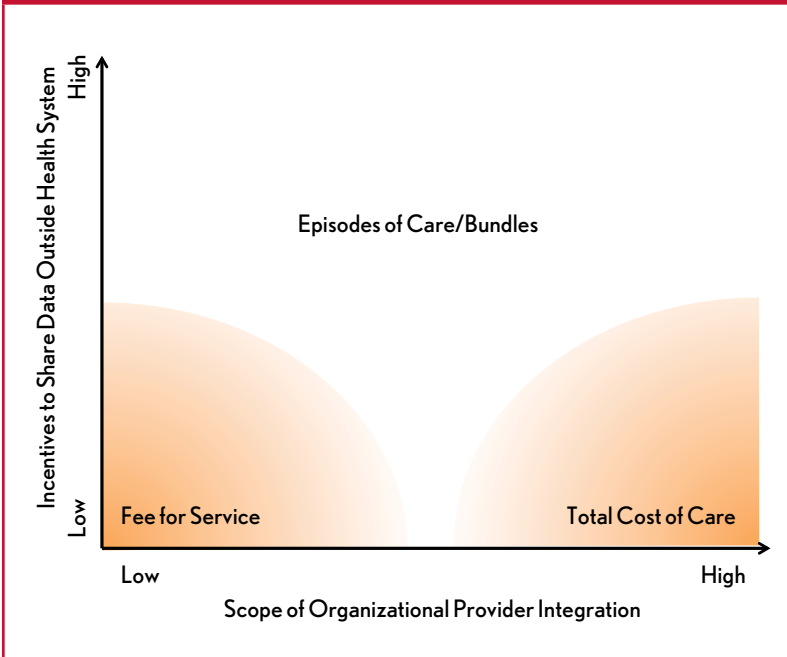 High
Incentives to Share Data Outside Health System
Episodes of Care/Bundles
Low
Fee for Service
Total Cost of Care
Low
High
Scope of Organizational Provider Integration